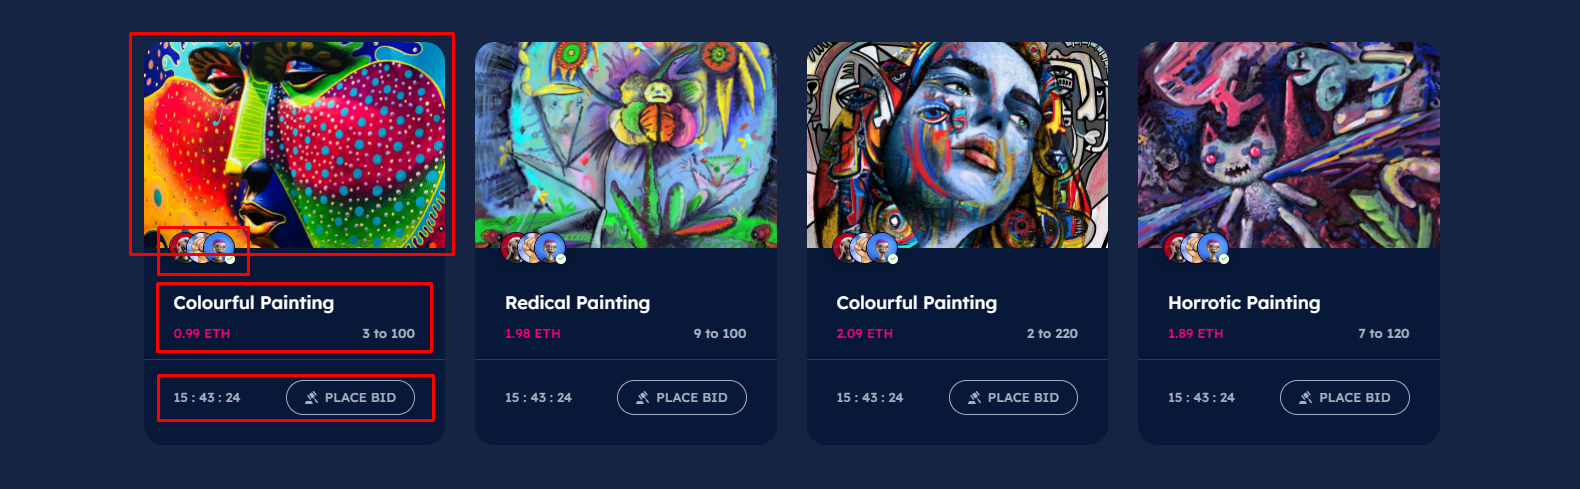 Colourful Painting
0.99 ETH 3 to 100
15 : 43 : 24 PLACE BID
Redical Painting
1.98 ETH 9 to 100
15 : 43 : 24 PLACE BID
Colourful Painting
2.09 ETH 2 to 220
15 : 43 : 24 PLACE BID
Horrotic Painting
1.89 ETH 7 to 120
15 : 43 : 24 PLACE BID